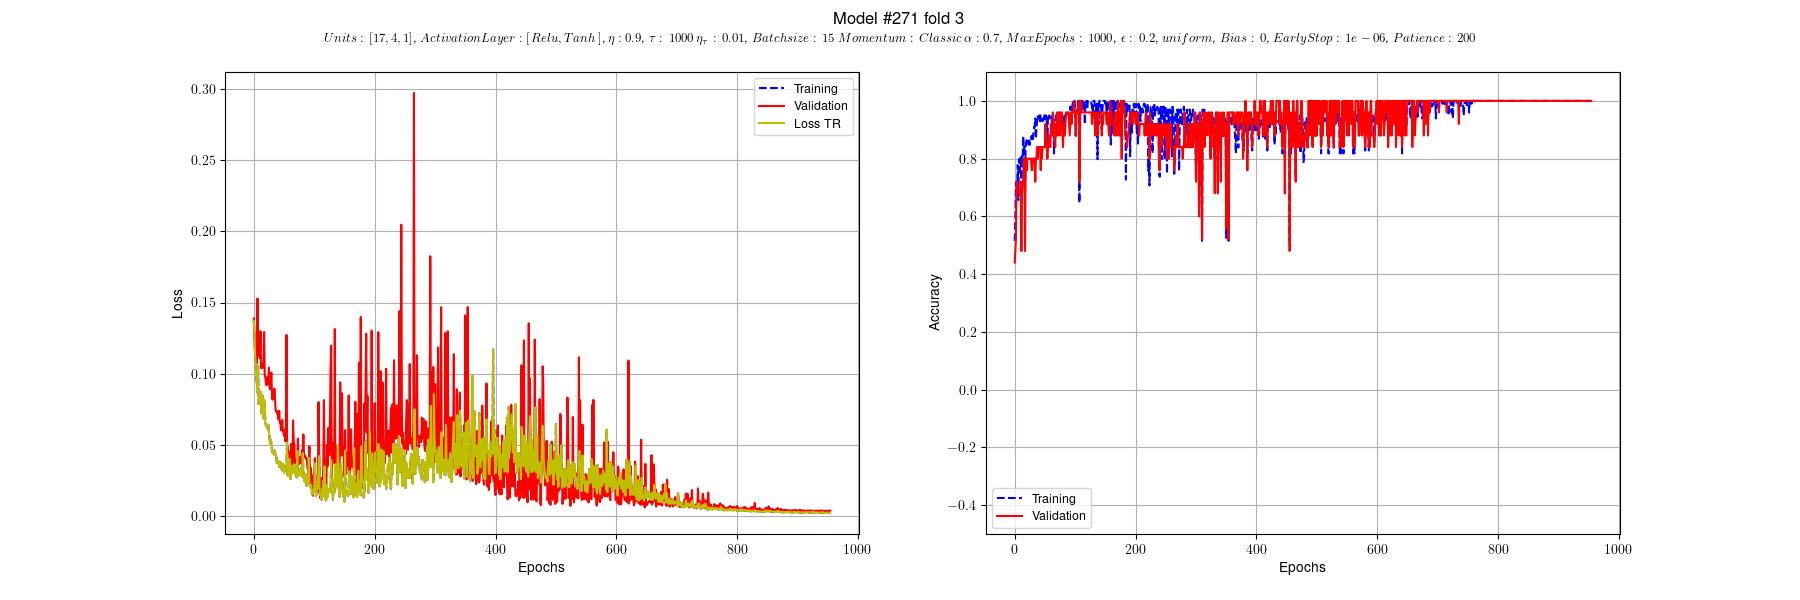 Model #271 fold 3
Units : [17, 4, 1], ActivationLayer : [Relu, Tanh], η : 0.9, τ : 1000 η_τ : 0.01, Batchsize : 15 Momentum : Classic α : 0.7, MaxEpochs : 1000, ϵ : 0.2, uniform, Bias : 0, EarlyStop : 1e − 06, Patience : 200
Loss
0.30
0.25
0.20
0.15
0.10
0.05
0.00
Training
Validation
Loss TR
0 200 400 600 800 1000
Epochs
Accuracy
1.0
0.8
0.6
0.4
0.2
0.0
−0.2
−0.4
Training
Validation
0 200 400 600 800 1000
Epochs